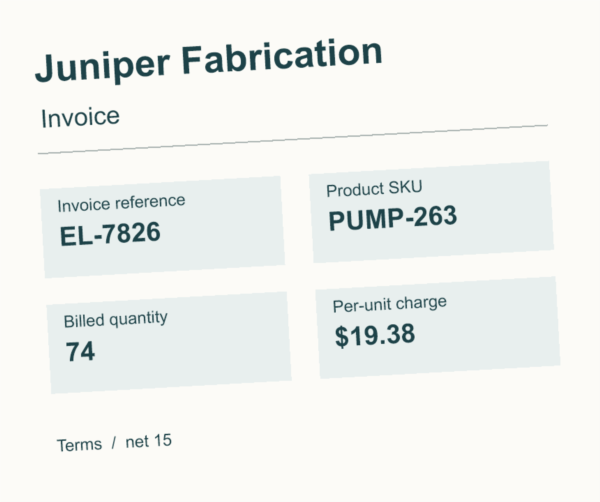 Juniper Fabrication
Invoice
Invoice reference
EL-7826
Product SKU
PUMP-263
Billed quantity
74
Per-unit charge
$19.38
Terms / net 15